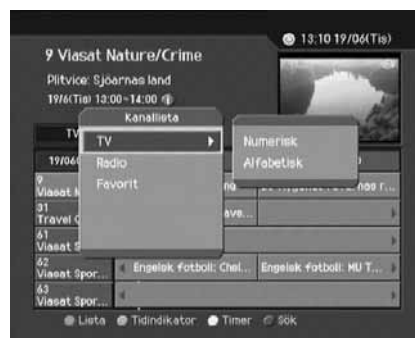 13:10 19/06(Tis)
9 Viasat Nature/Crime
Plitvice: Sjöarnas land
19/6(Tis) 13:00~14:00
Kanallista
TV
TV
Numerisk
Radio
Alfabetisk
Favorit
19/06
9
Viasat
31
Travel
61
Viasat
62
Viasat Spor...
Engelsk fotboll: Chel...
Engelsk fotboll: MU T...
63
Viasat Spor...
Lista
Tidindikator
Timer
Sök